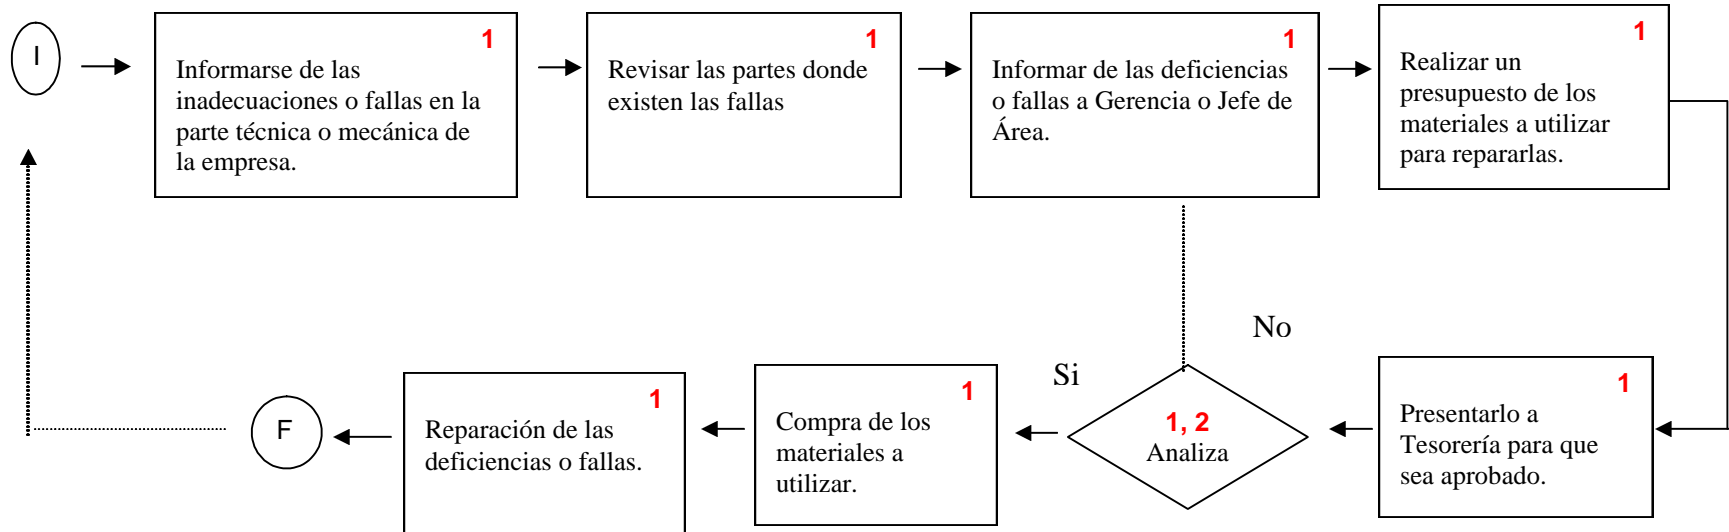 I
1
Informarse de las
inadecuaciones o fallas en la
parte técnica o mecánica de
la empresa.
1
Revisar las partes donde
existen las fallas
1
Informar de las deficiencias
o fallas a Gerencia o Jefe de
Área.
1
Realizar un
presupuesto de los
materiales a utilizar
para repararlas.
1
Presentarlo a
Tesorería para que
sea aprobado.
No
1, 2
Analiza
Si
1
Compra de los
materiales a
utilizar.
1
Reparación de las
deficiencias o fallas.
F